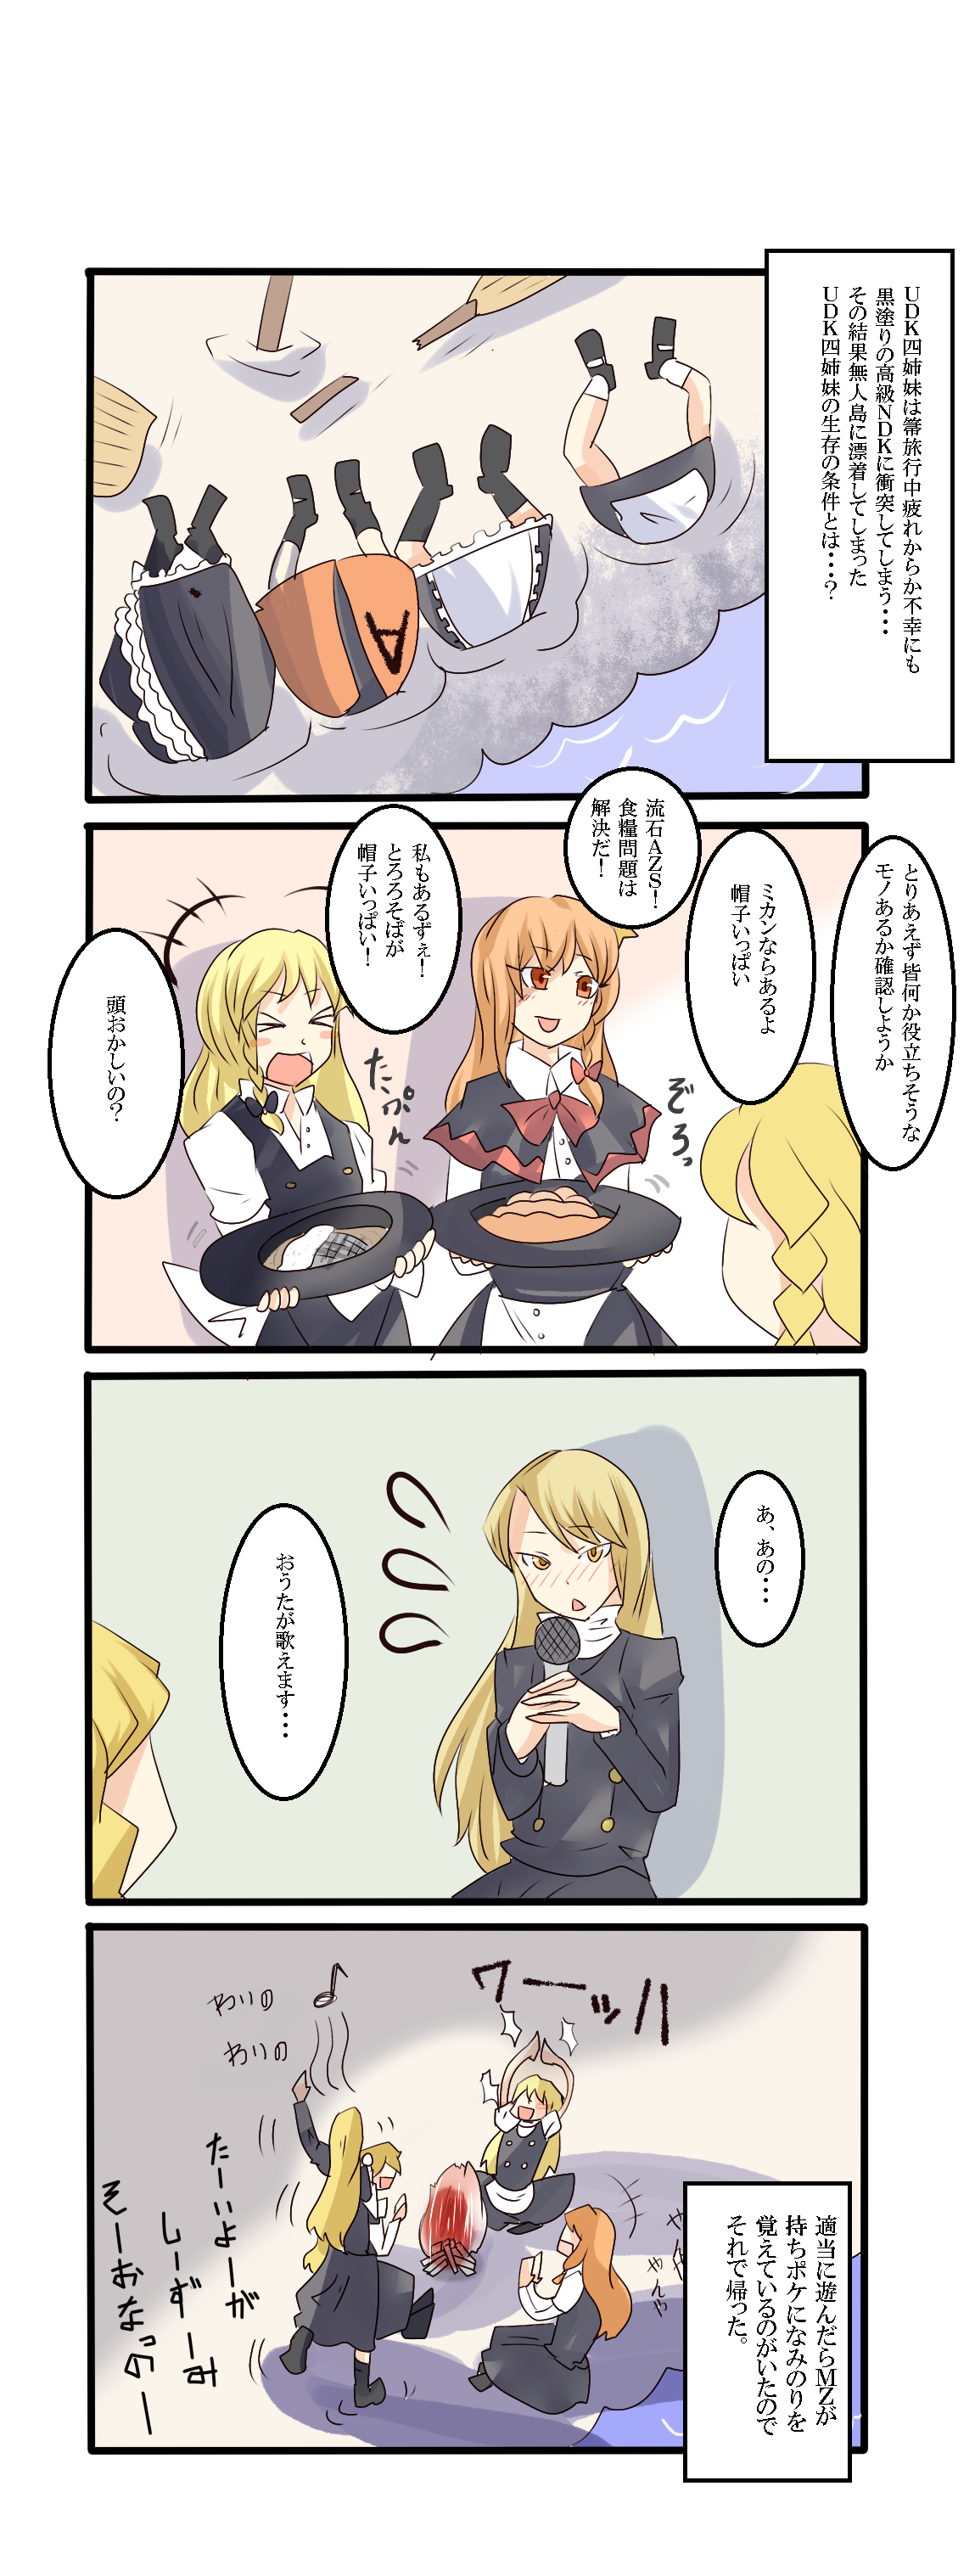 UDK四姉妹は箒旅行中疲れからか不幸にも
黒塗りの高級NDKに衝突してしまう・・・
その結果無人島に漂着してしまった
UDK四姉妹の生存の条件とは・・・?
A
とりあえず皆何か役立ちそうな
モノあるか確認しようか
ミカンならあるよ
帽子いっぱい
流石AZS!
食糧問題は
解決だ!
私もあるずぇ!
とろろそばが
帽子いっぱい!
頭おかしいの?
ぞろっ
たぷん
あ、あの・・・
おうたが歌えます・・・
ワーッハ
わいの
わいの
やんや
たーいよーが
しーずーみ
そーおなっのー
適当に遊んだらMZが
持ちポケになみのりを
覚えているのがいたので
それで帰った。